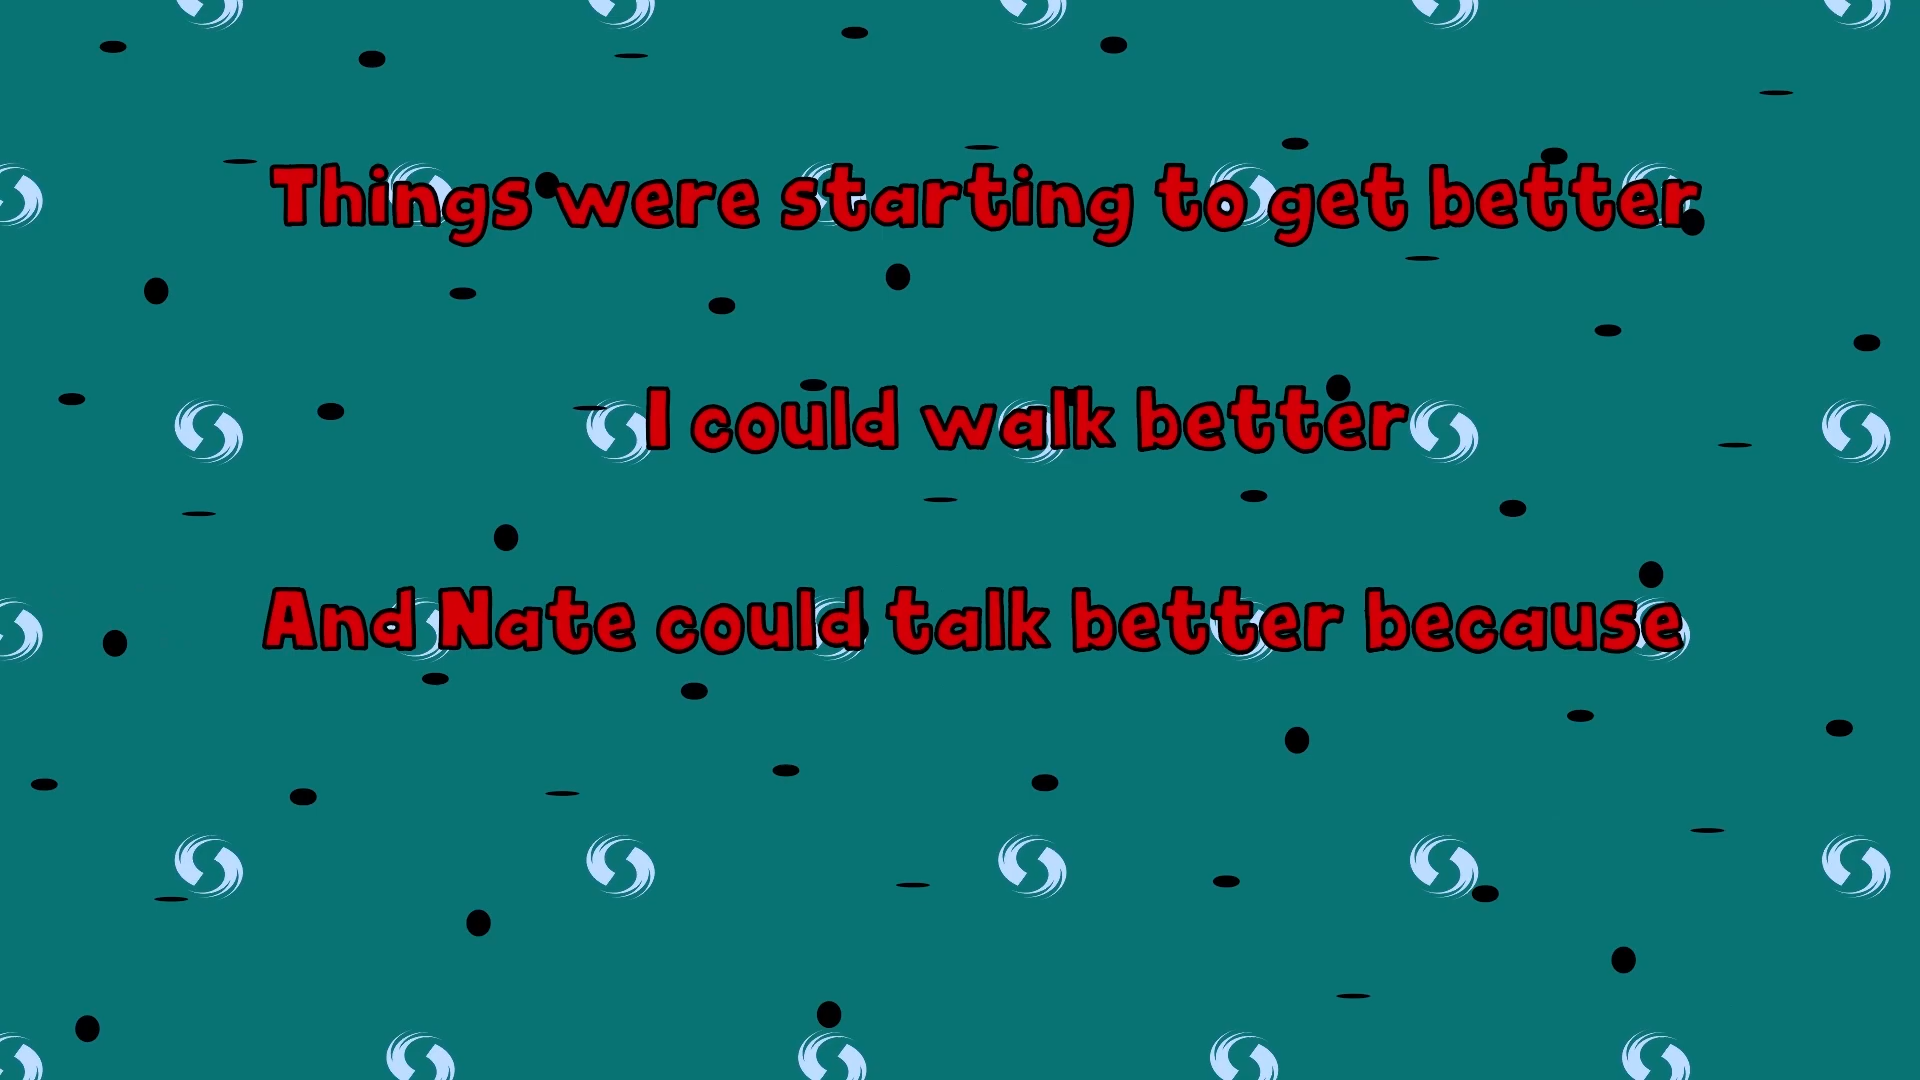 Things were starting to get better
I could walk better
And Nate could talk better because